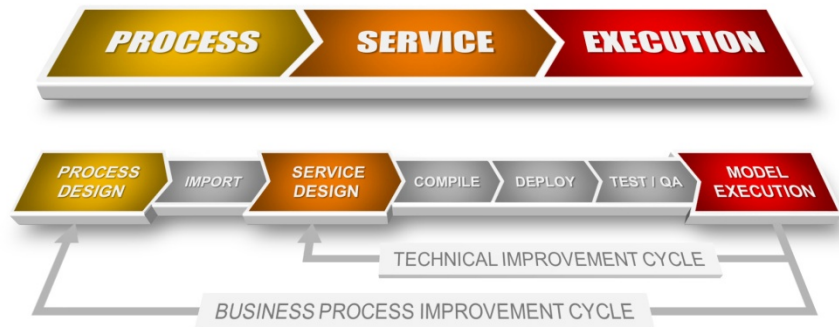 PROCESS
SERVICE
EXECUTION
PROCESS
DESIGN
IMPORT
SERVICE
DESIGN
COMPILE
DEPLOY
TEST / QA
MODEL
EXECUTION
TECHNICAL IMPROVEMENT CYCLE
BUSINESS PROCESS IMPROVEMENT CYCLE